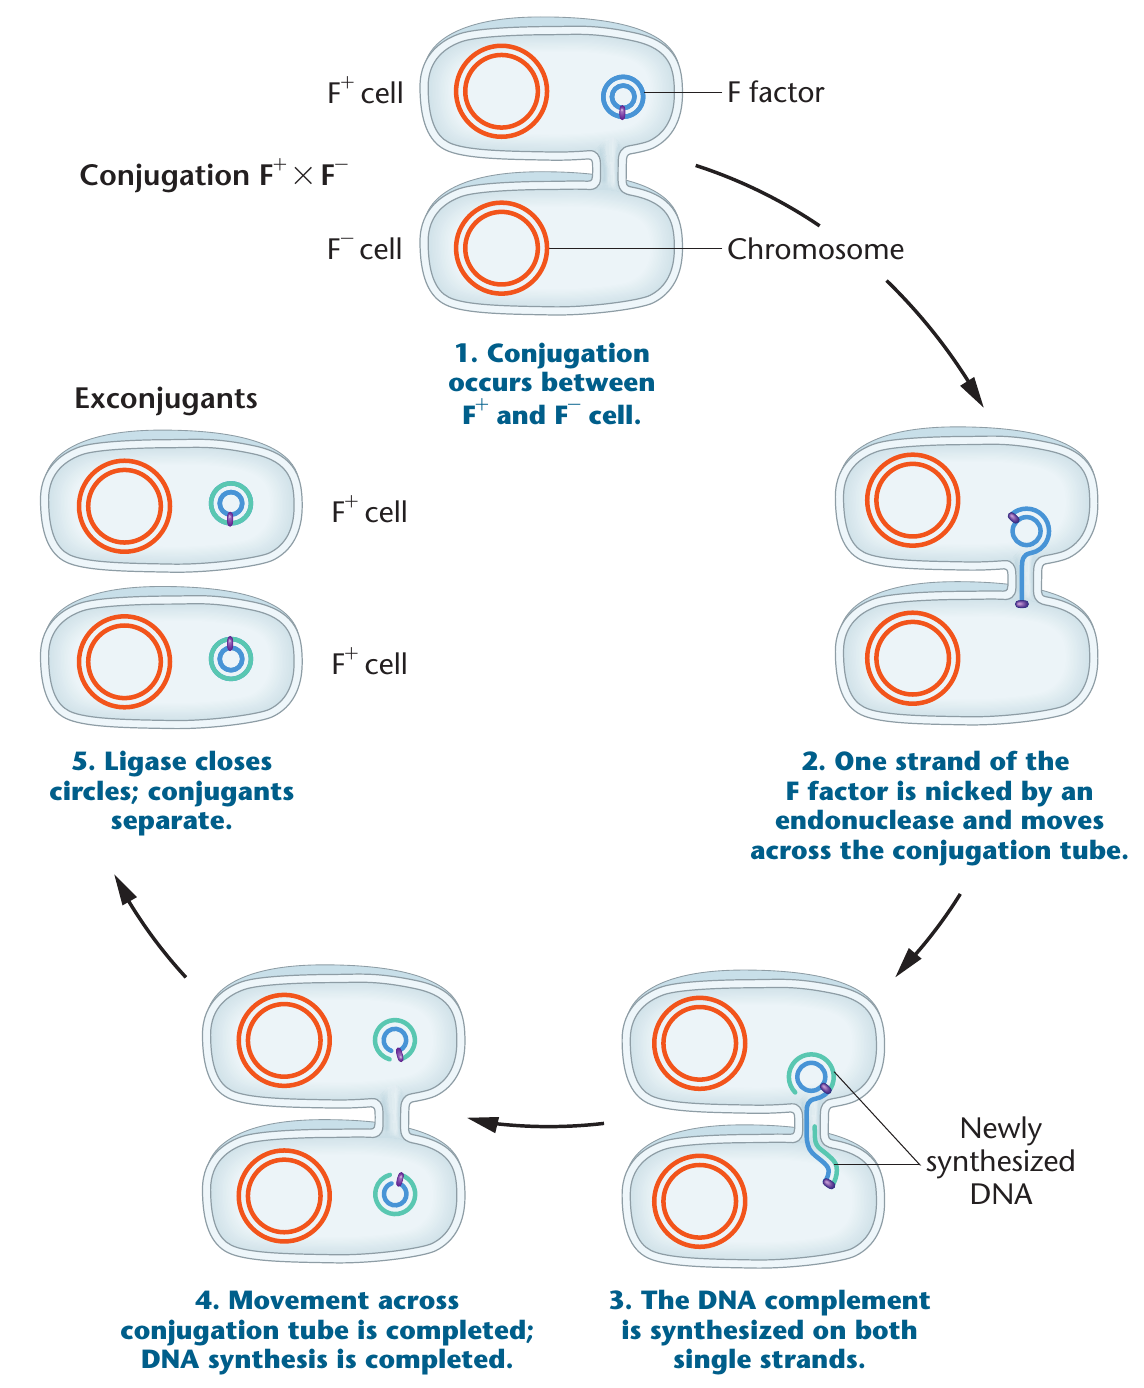 F⁺ cell
F factor
Conjugation F⁺ × F⁻
F⁻ cell
Chromosome
1. Conjugation
occurs between
F⁺ and F⁻ cell.
2. One strand of the
F factor is nicked by an
endonuclease and moves
across the conjugation tube.
Newly
synthesized
DNA
3. The DNA complement
is synthesized on both
single strands.
4. Movement across
conjugation tube is completed;
DNA synthesis is completed.
Exconjugants
F⁺ cell
F⁺ cell
5. Ligase closes
circles; conjugants
separate.